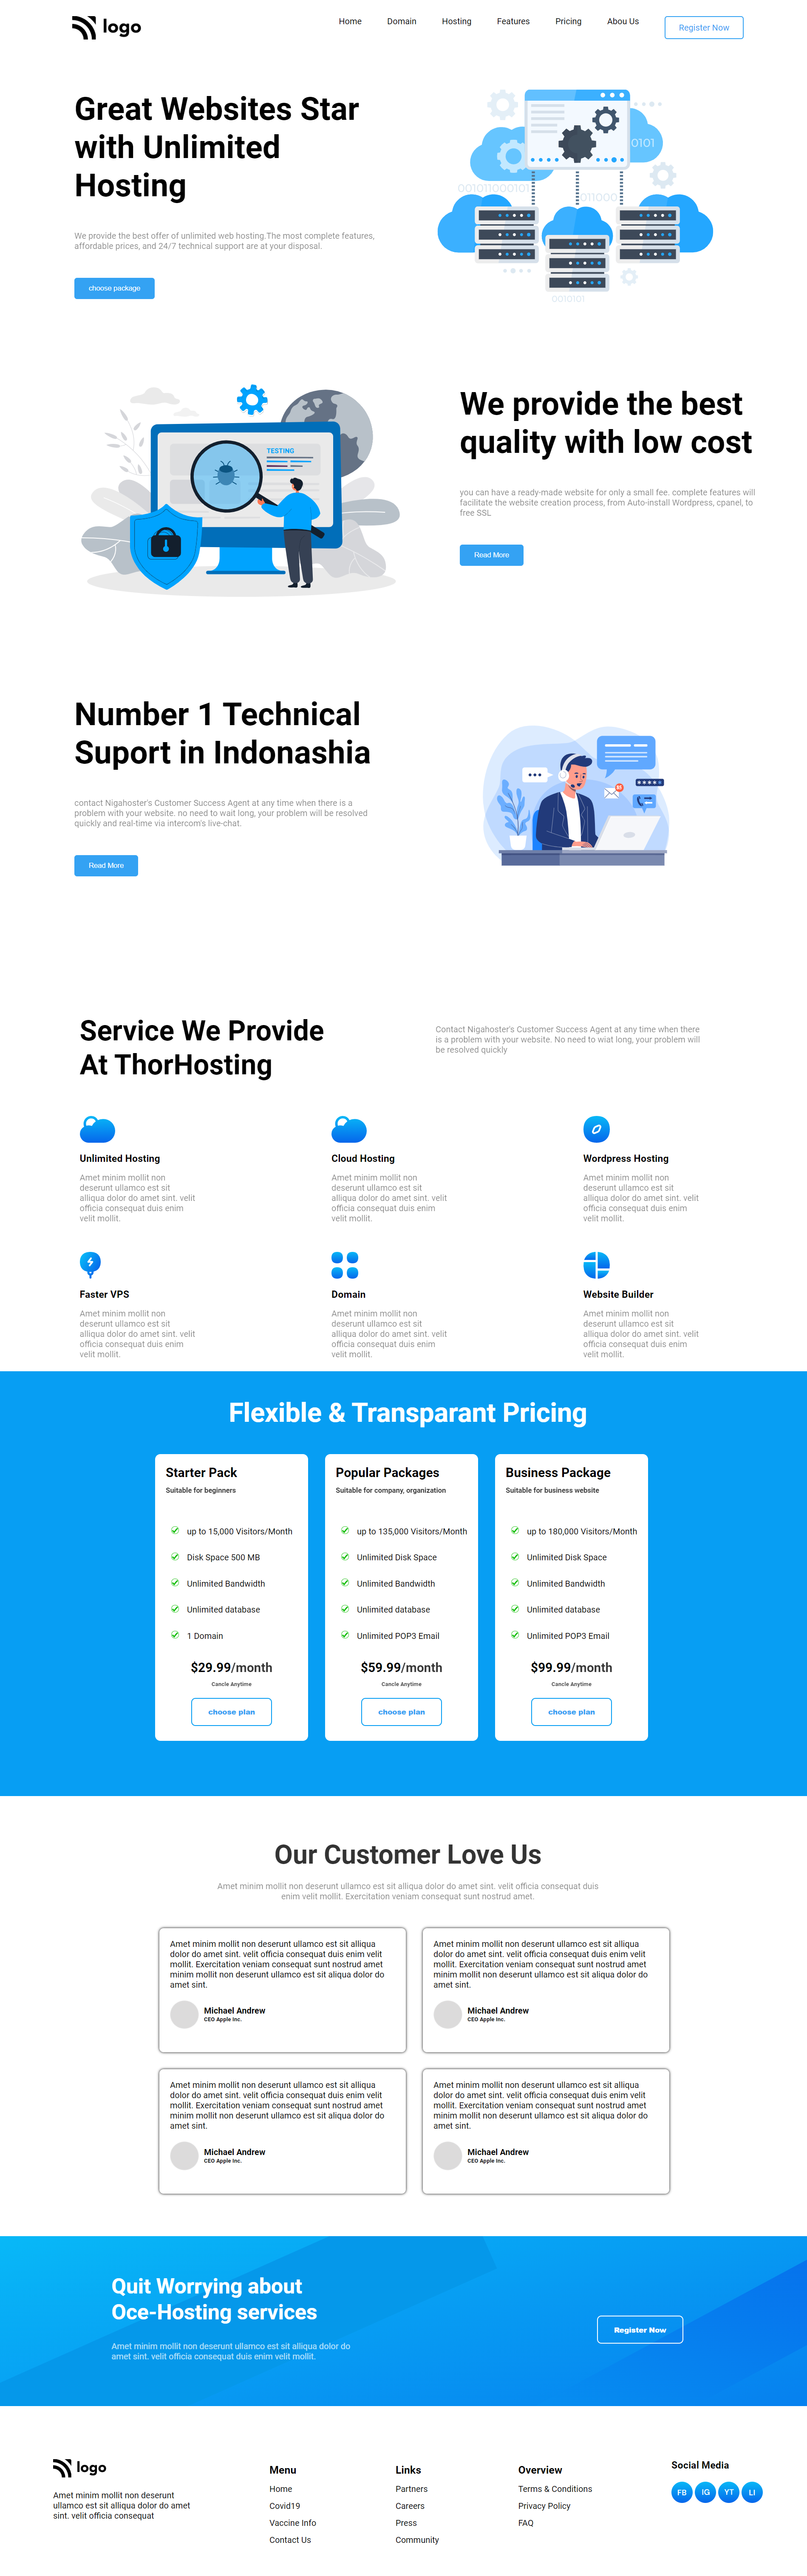 logo
Home Domain Hosting Features Pricing Abou Us Register Now
Great Websites Star
with Unlimited
Hosting
We provide the best offer of unlimited web hosting.The most complete features,
affordable prices, and 24/7 technical support are at your disposal.
choose package
0101
001011000101
011000
0010101
TESTING
We provide the best
quality with low cost
you can have a ready-made website for only a small fee. complete features will
facilitate the website creation process, from Auto-install Wordpress, cpanel, to
free SSL
Read More
Number 1 Technical
Suport in Indonashia
contact Nigahoster's Customer Success Agent at any time when there is a
problem with your website. no need to wait long, your problem will be resolved
quickly and real-time via intercom's live-chat.
Read More
Service We Provide
At ThorHosting
Contact Nigahoster's Customer Success Agent at any time when there
is a problem with your website. No need to wiat long, your problem will
be resolved quickly
Unlimited Hosting
Amet minim mollit non
deserunt ullamco est sit
alliqua dolor do amet sint. velit
officia consequat duis enim
velit mollit.
Cloud Hosting
Amet minim mollit non
deserunt ullamco est sit
alliqua dolor do amet sint. velit
officia consequat duis enim
velit mollit.
Wordpress Hosting
Amet minim mollit non
deserunt ullamco est sit
alliqua dolor do amet sint. velit
officia consequat duis enim
velit mollit.
Faster VPS
Amet minim mollit non
deserunt ullamco est sit
alliqua dolor do amet sint. velit
officia consequat duis enim
velit mollit.
Domain
Amet minim mollit non
deserunt ullamco est sit
alliqua dolor do amet sint. velit
officia consequat duis enim
velit mollit.
Website Builder
Amet minim mollit non
deserunt ullamco est sit
alliqua dolor do amet sint. velit
officia consequat duis enim
velit mollit.
Flexible & Transparant Pricing
Starter Pack
Suitable for beginners
up to 15,000 Visitors/Month
Disk Space 500 MB
Unlimited Bandwidth
Unlimited database
1 Domain
$29.99/month
Cancle Anytime
choose plan
Popular Packages
Suitable for company, organization
up to 135,000 Visitors/Month
Unlimited Disk Space
Unlimited Bandwidth
Unlimited database
Unlimited POP3 Email
$59.99/month
Cancle Anytime
choose plan
Business Package
Suitable for business website
up to 180,000 Visitors/Month
Unlimited Disk Space
Unlimited Bandwidth
Unlimited database
Unlimited POP3 Email
$99.99/month
Cancle Anytime
choose plan
Our Customer Love Us
Amet minim mollit non deserunt ullamco est sit alliqua dolor do amet sint. velit officia consequat duis
enim velit mollit. Exercitation veniam consequat sunt nostrud amet.
Amet minim mollit non deserunt ullamco est sit alliqua
dolor do amet sint. velit officia consequat duis enim velit
mollit. Exercitation veniam consequat sunt nostrud amet
minim mollit non deserunt ullamco est sit aliqua dolor do
amet sint.
Michael Andrew
CEO Apple Inc.
Amet minim mollit non deserunt ullamco est sit alliqua
dolor do amet sint. velit officia consequat duis enim velit
mollit. Exercitation veniam consequat sunt nostrud amet
minim mollit non deserunt ullamco est sit aliqua dolor do
amet sint.
Michael Andrew
CEO Apple Inc.
Amet minim mollit non deserunt ullamco est sit alliqua
dolor do amet sint. velit officia consequat duis enim velit
mollit. Exercitation veniam consequat sunt nostrud amet
minim mollit non deserunt ullamco est sit aliqua dolor do
amet sint.
Michael Andrew
CEO Apple Inc.
Amet minim mollit non deserunt ullamco est sit alliqua
dolor do amet sint. velit officia consequat duis enim velit
mollit. Exercitation veniam consequat sunt nostrud amet
minim mollit non deserunt ullamco est sit aliqua dolor do
amet sint.
Michael Andrew
CEO Apple Inc.
Quit Worrying about
Oce-Hosting services
Amet minim mollit non deserunt ullamco est sit alliqua dolor do
amet sint. velit officia consequat duis enim velit mollit.
Register Now
logo
Amet minim mollit non deserunt
ullamco est sit alliqua dolor do amet
sint. velit officia consequat
Menu
Home
Covid19
Vaccine Info
Contact Us
Links
Partners
Careers
Press
Community
Overview
Terms & Conditions
Privacy Policy
FAQ
Social Media
FB IG YT LI